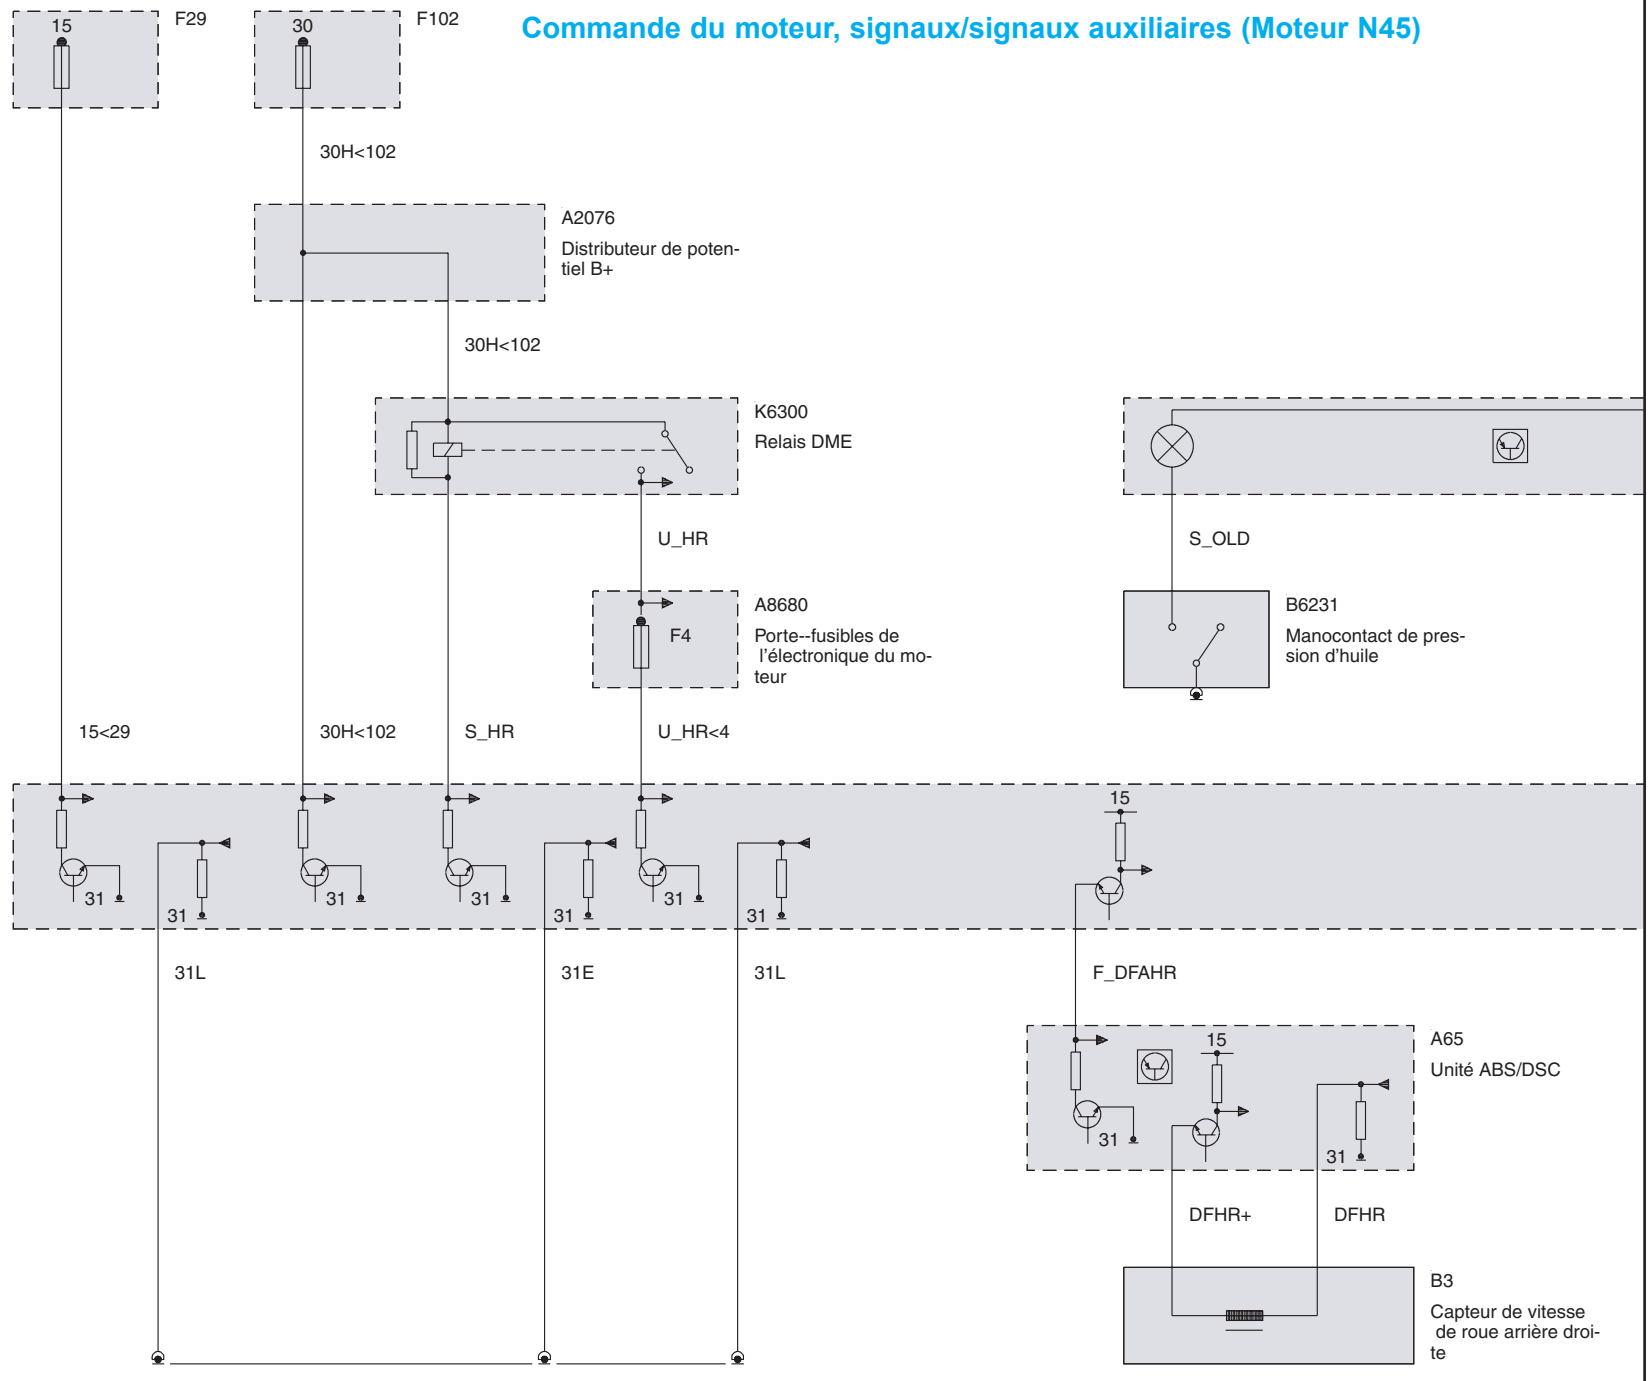 15
F29
30
F102
Commande du moteur, signaux/signaux auxiliaires (Moteur N45)
30H<102
A2076
Distributeur de poten-
tiel B+
30H<102
K6300
Relais DME
U_HR
S_OLD
A8680
F4
Porte--fusibles de
l'électronique du mo-
teur
B6231
Manocontact de pres-
sion d'huile
15<29
30H<102
S_HR
U_HR<4
15
31
31
31
31
31
31
31
31L
31E
31L
F_DFAHR
15
A65
Unité ABS/DSC
31
31
DFHR+
DFHR
B3
Capteur de vitesse
de roue arrière droi-
te